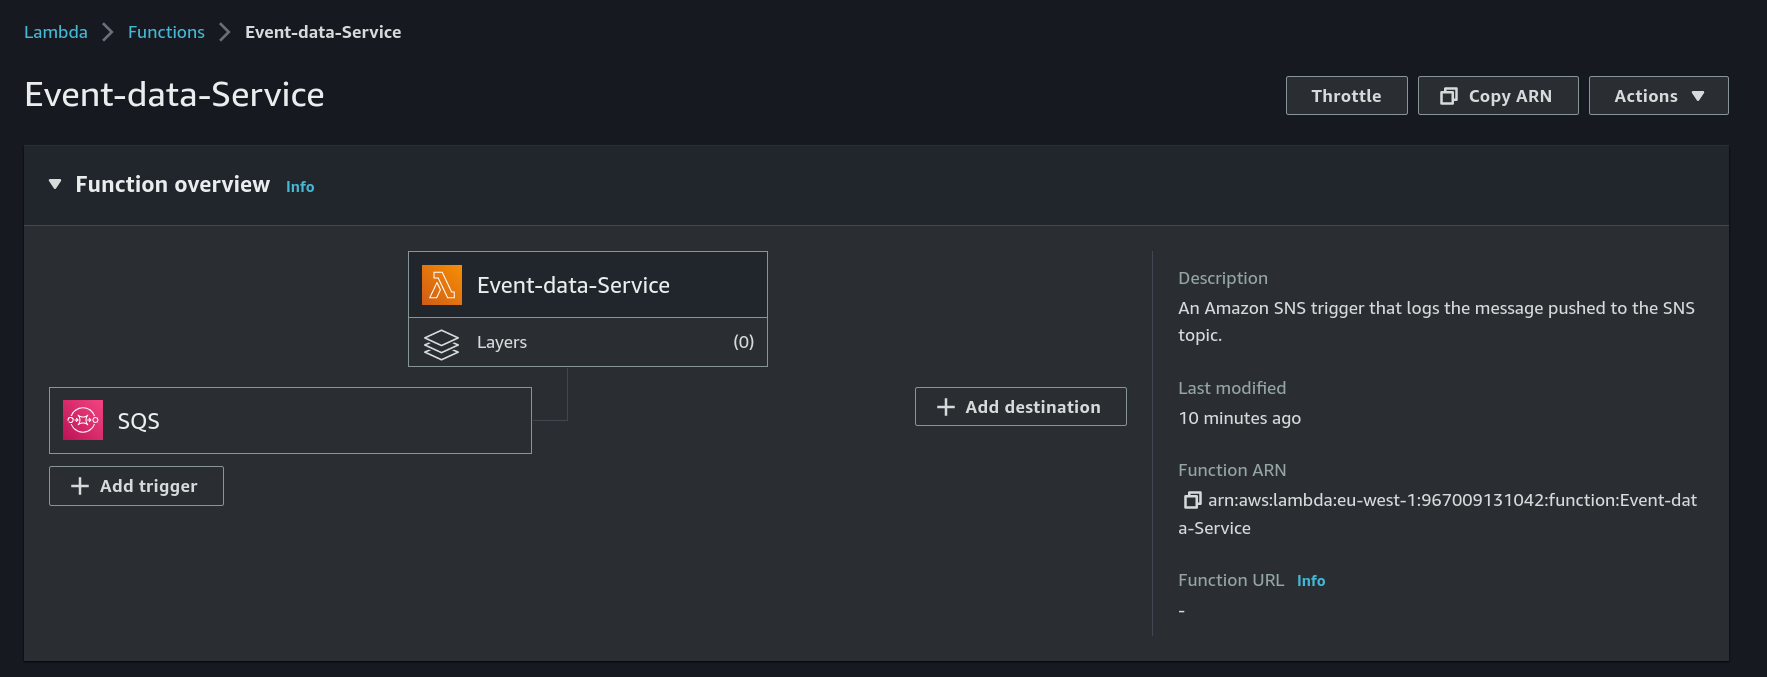 Lambda Functions Event-data-Service
Event-data-Service
Throttle Copy ARN Actions
Function overview Info
Event-data-Service
Layers (0)
SQS
Add trigger
Add destination
Description
An Amazon SNS trigger that logs the message pushed to the SNS
topic.
Last modified
10 minutes ago
Function ARN
arn:aws:lambda:eu-west-1:967009131042:function:Event-dat
a-Service
Function URL Info
-